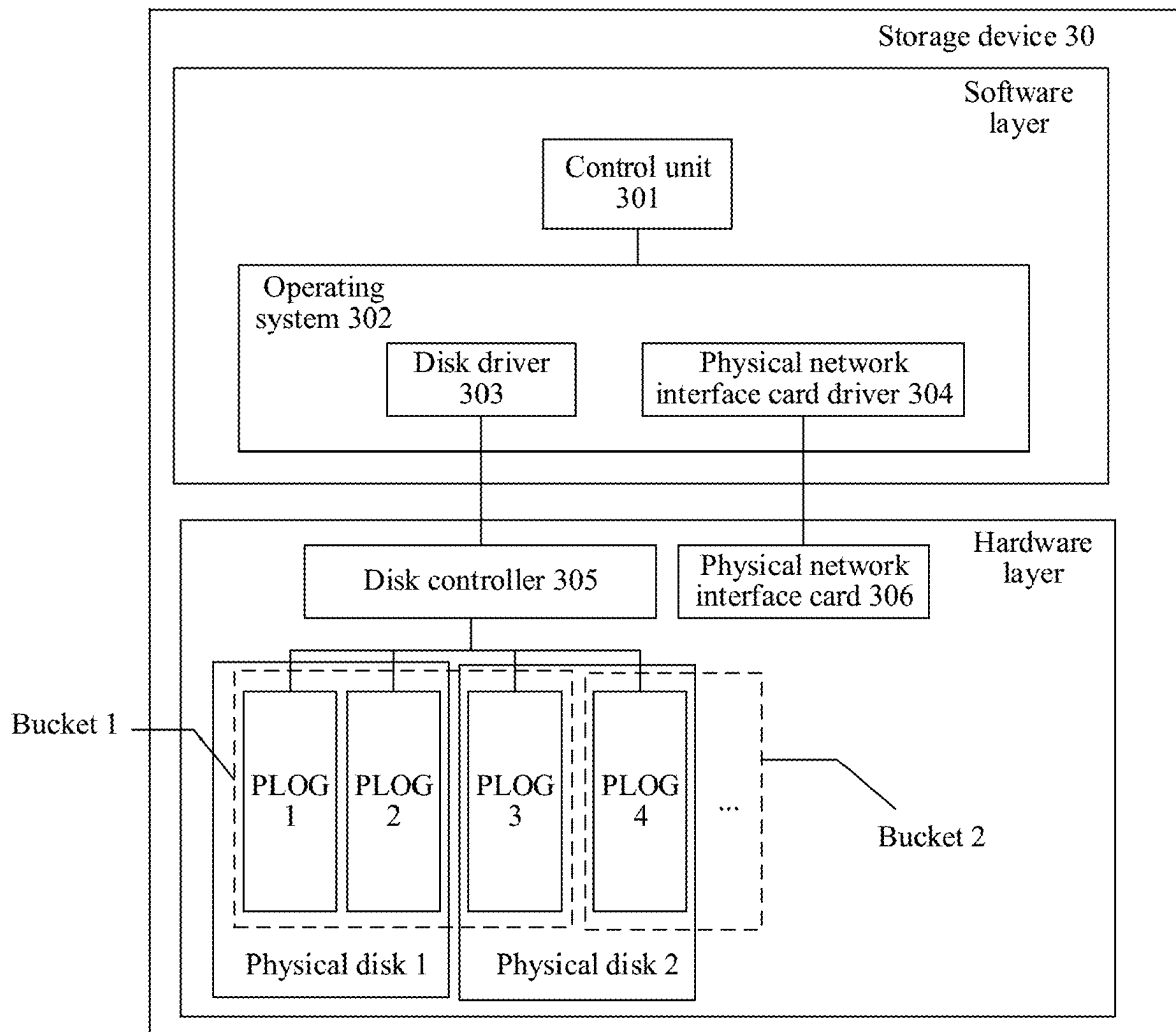 Storage device 30
Software
layer
Control unit
301
Operating
system 302
Disk driver
303
Physical network
interface card driver 304
Hardware
layer
Disk controller 305
Physical network
interface card 306
Bucket 1
PLOG
1
PLOG
2
PLOG
3
PLOG
4
...
Bucket 2
Physical disk 1
Physical disk 2